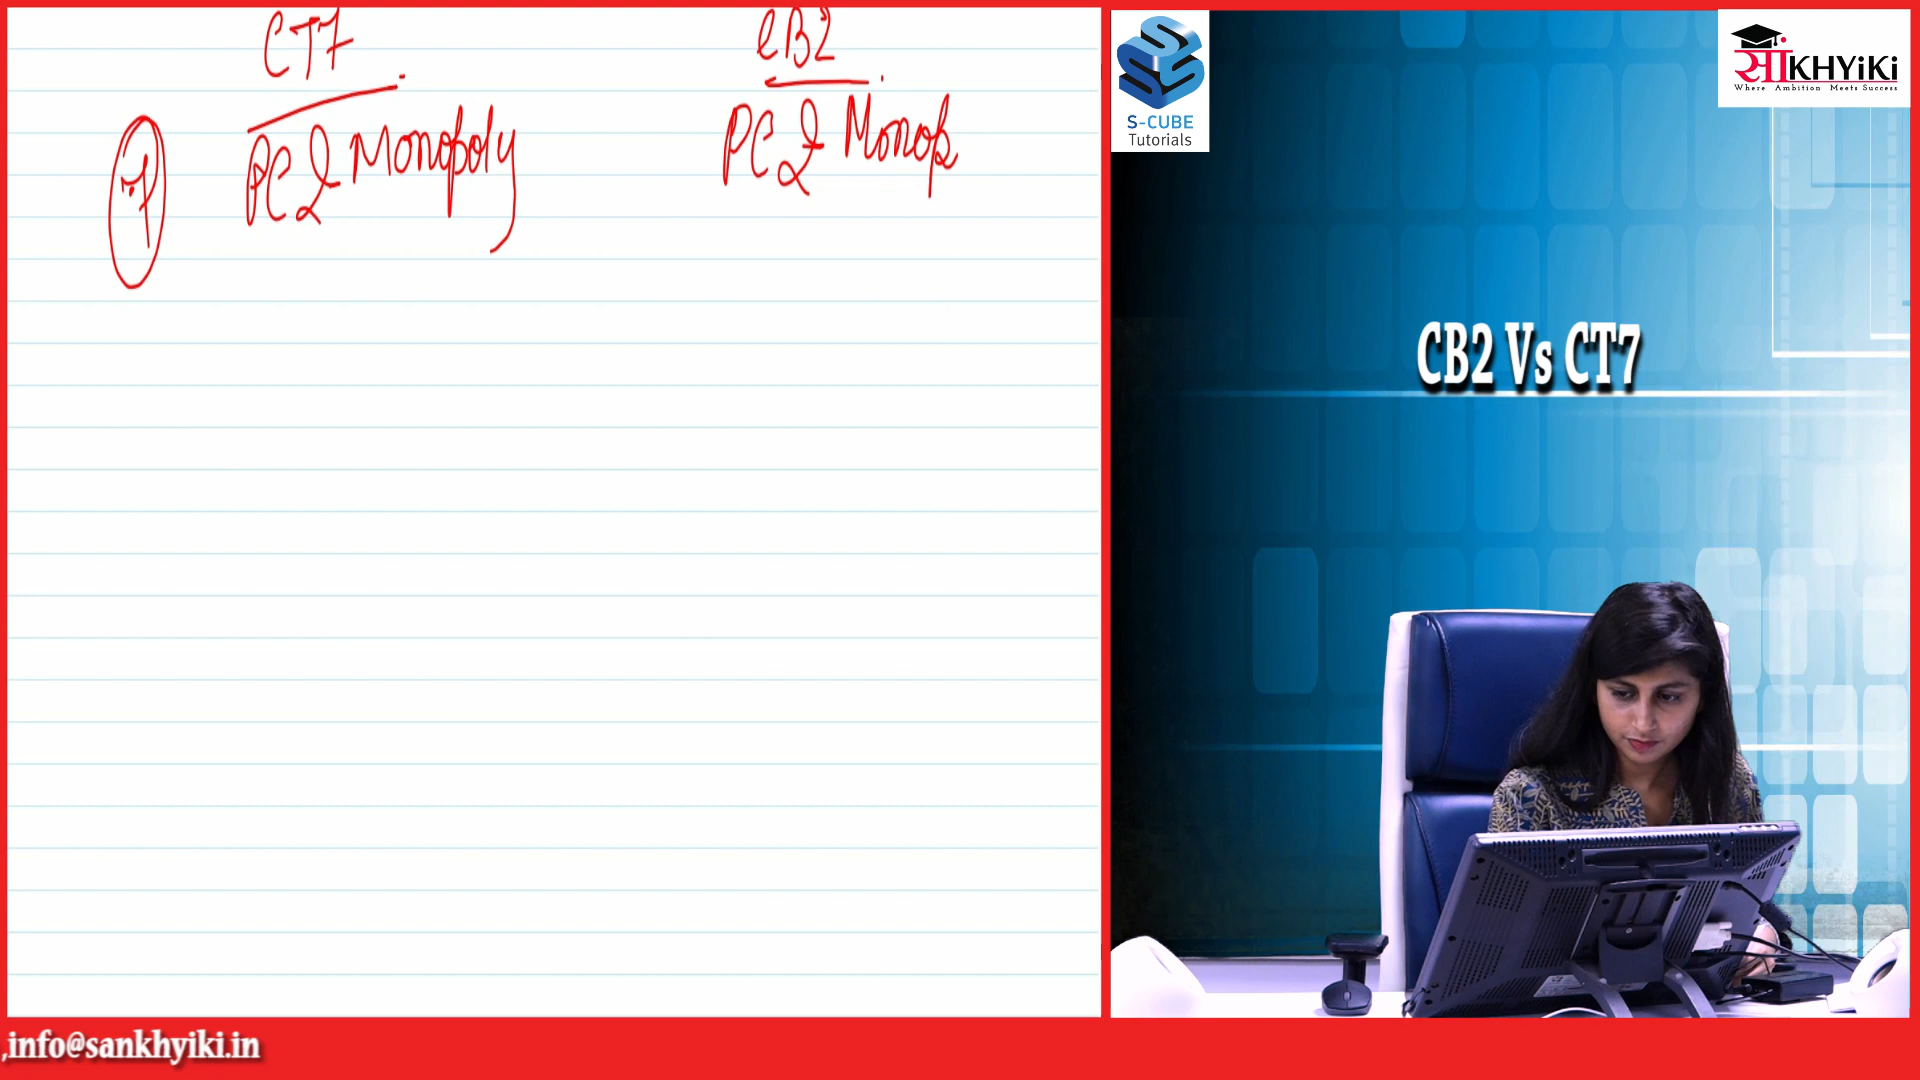 CT7
CB2
7
PC & Monopoly
PC & Monop
S-CUBE
Tutorials
सांKHYiKi
Where Ambition Meets Success
CB2 Vs CT7
,info@sankhyiki.in